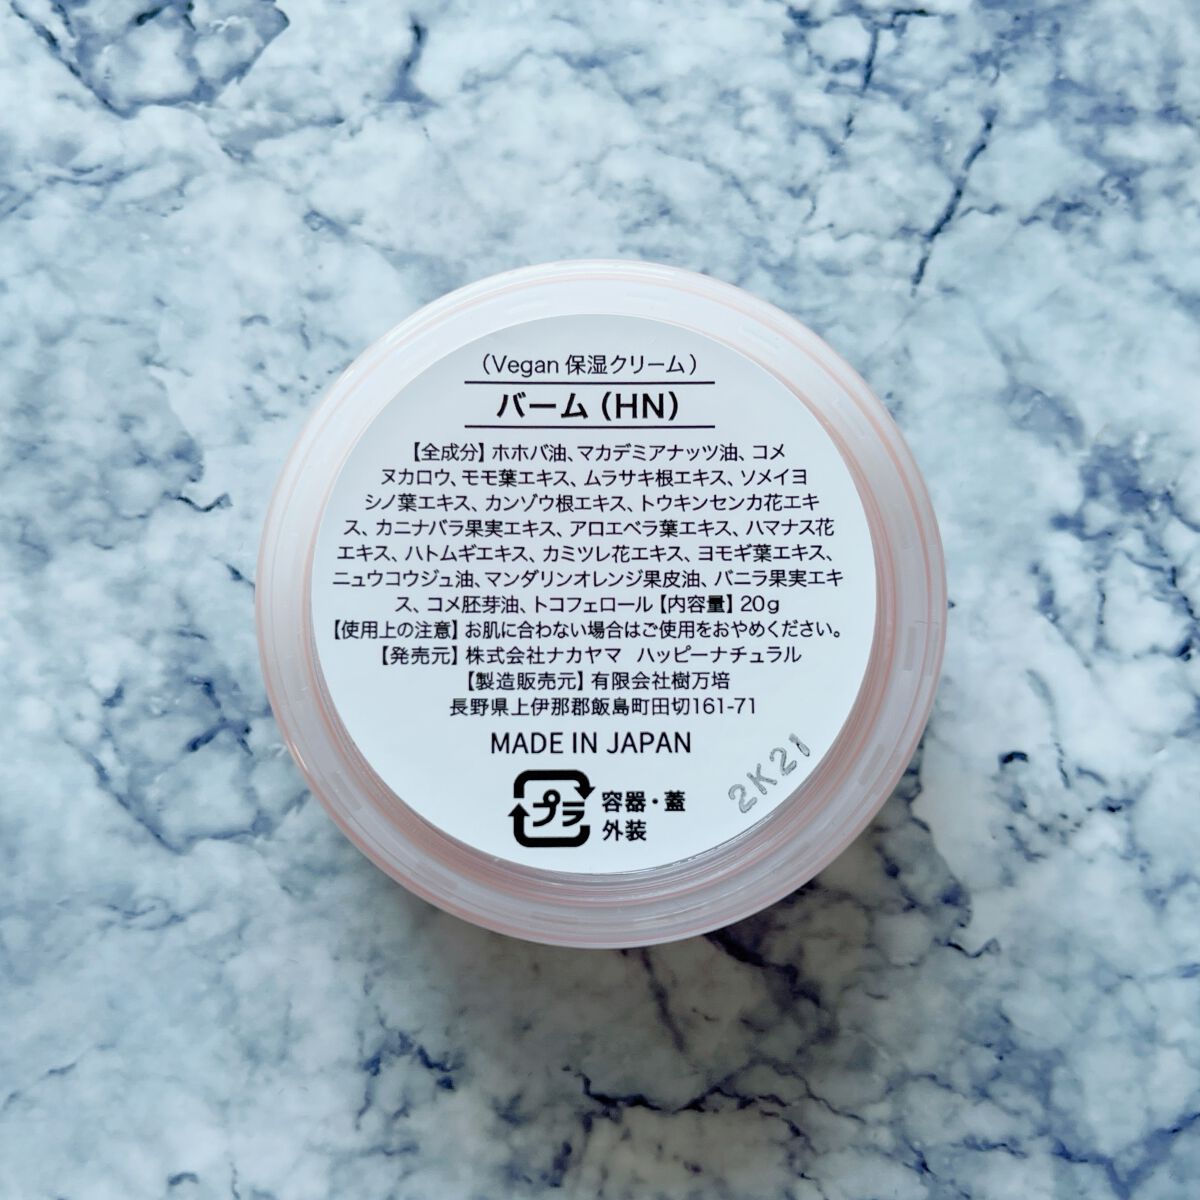 （Vegan 保湿クリーム）
バーム（HN）
【全成分】ホホバ油、マカデミアナッツ油、コメ
ヌカロウ、モモ葉エキス、ムラサキ根エキス、ソメイヨ
シノ葉エキス、カンゾウ根エキス、トウキンセンカ花エキ
ス、カニナバラ果実エキス、アロエベラ葉エキス、ハマナス花
エキス、ハトムギエキス、カミツレ花エキス、ヨモギ葉エキス、
ニュウコウジュ油、マンダリンオレンジ果皮油、バニラ果実エキ
ス、コメ胚芽油、トコフェロール【内容量】20g
【使用上の注意】お肌に合わない場合はご使用をおやめください。
【発売元】株式会社ナカヤマ ハッピーナチュラル
【製造販売元】有限会社樹万培
長野県上伊那郡飯島町田切161-71
MADE IN JAPAN
プラ
容器・蓋
外装
2K21